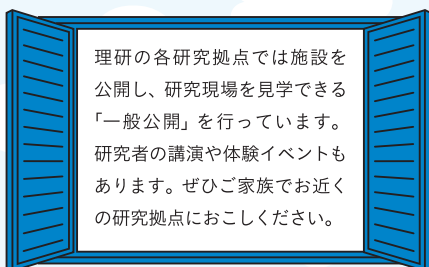 理研の各研究拠点では施設を
公開し、研究現場を見学できる
「一般公開」を行っています。
研究者の講演や体験イベントも
あります。ぜひご家族でお近く
の研究拠点におこしください。